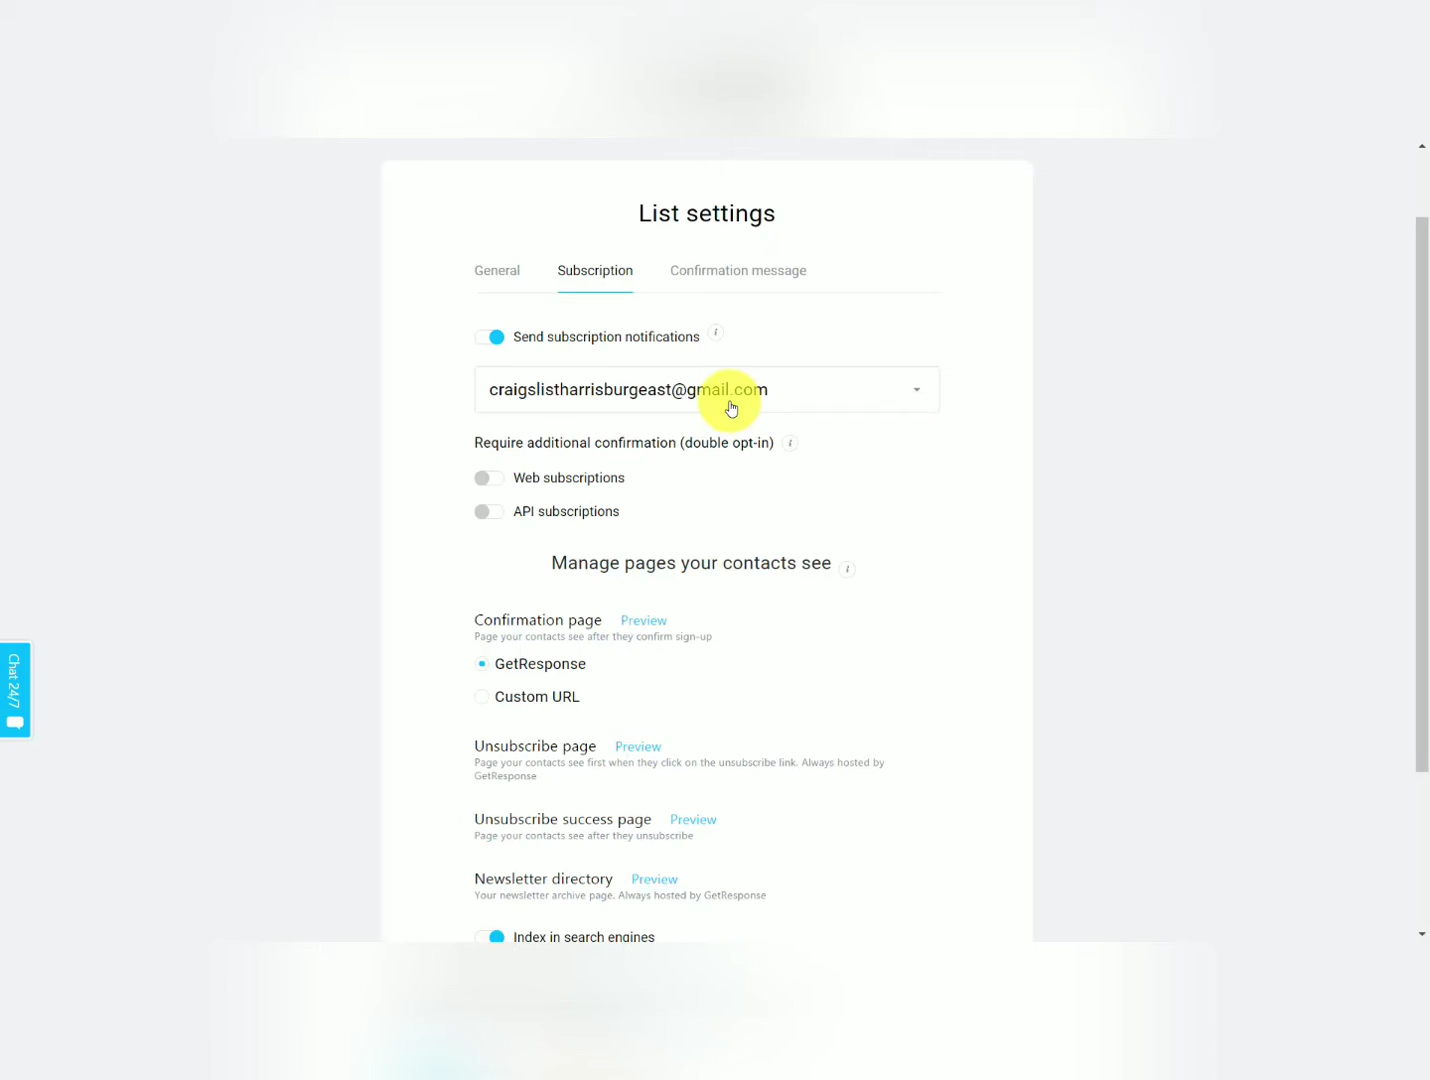 List settings
General Subscription Confirmation message
Send subscription notifications i
craigslistharrisburgeast@gmail.com
Require additional confirmation (double opt-in) i
Web subscriptions
API subscriptions
Manage pages your contacts see i
Confirmation page Preview
Page your contacts see after they confirm sign-up
GetResponse
Custom URL
Unsubscribe page Preview
Page your contacts see first when they click on the unsubscribe link. Always hosted by
GetResponse
Unsubscribe success page Preview
Page your contacts see after they unsubscribe
Newsletter directory Preview
Your newsletter archive page. Always hosted by GetResponse
Index in search engines
Chat 24/7